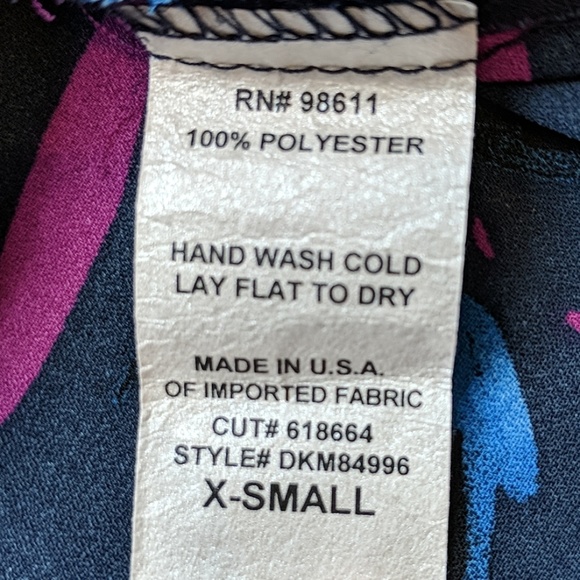 RN# 98611
100% POLYESTER
HAND WASH COLD
LAY FLAT TO DRY
MADE IN U.S.A.
OF IMPORTED FABRIC
CUT# 618664
STYLE# DKM84996
X-SMALL